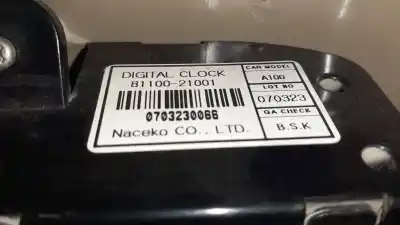 DIGITAL CLOCK
81100-21001
0703230066
Naceko CO., LTD.
CAR MODEL
A100
LOT NO
070323
QA CHECK
B.S.K